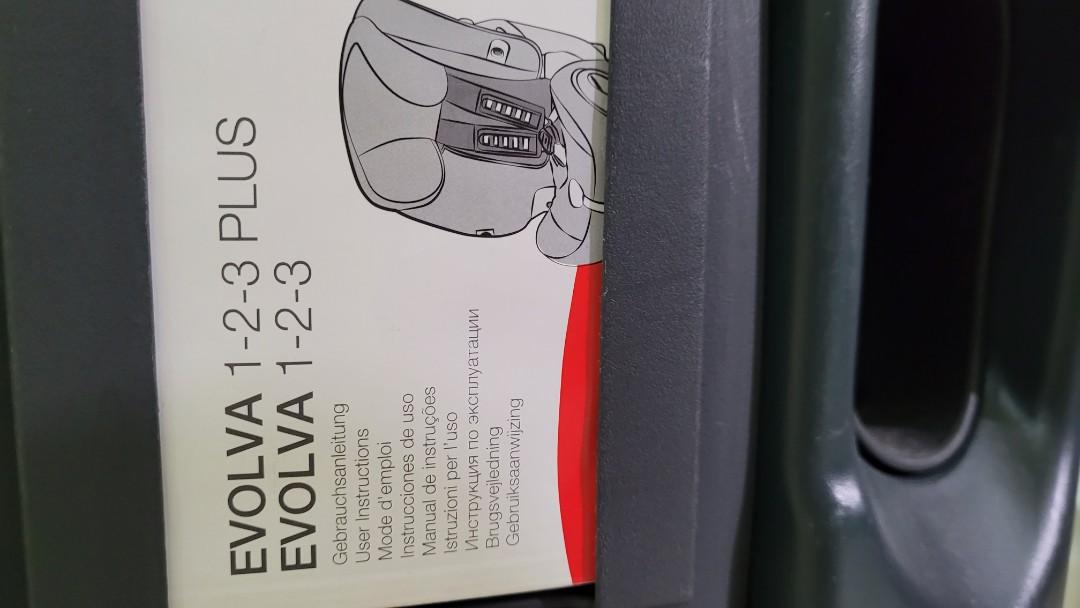 EVOLVA 1-2-3 PLUS
EVOLVA 1-2-3
Gebrauchsanleitung
User Instructions
Mode d'emploi
Instrucciones de uso
Manual de instruções
Istruzioni per l'uso
Инструкция по эксплуатации
Brugsvejledning
Gebruiksaanwijzing